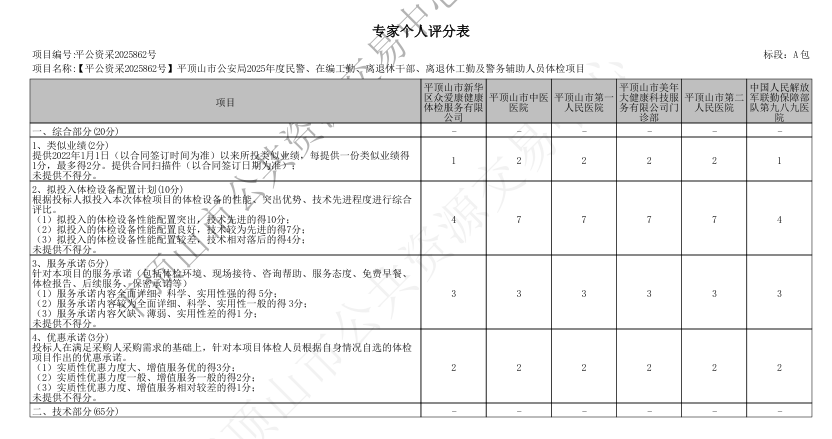 专家个人评分表
项目编号:平公资采2025862号 标段: A包
项目名称:【平公资采2025862号】平顶山市公安局2025年度民警、在编工勤、离退休干部、离退休工勤及警务辅助人员体检项目
项目 平顶山市新华区众爱康健康体检服务有限公司 平顶山市中医医院 平顶山市第一人民医院 平顶山市美年大健康科技服务有限公司门诊部 平顶山市第二人民医院 中国人民解放军联勤保障部队第九八九医院
一、综合部分(20分) – – – – – –
1、类似业绩(2分)
提供2022年1月1日（以合同签订时间为准）以来所投类似业绩，每提供一份类似业绩得
1分，最多得2分。提供合同扫描件（以合同签订日期为准）；
未提供不得分。
1 2 2 2 2 1
2、拟投入体检设备配置计划(10分)
根据投标人拟投入本次体检项目的体检设备的性能、突出优势、技术先进程度进行综合
评比。
（1）拟投入的体检设备性能配置突出，技术先进的得10分；
（2）拟投入的体检设备性能配置良好，技术较为先进的得7分；
（3）拟投入的体检设备性能配置较差，技术相对落后的得4分；
未提供不得分。
4 7 7 7 7 4
3、服务承诺(5分)
针对本项目的服务承诺（包括体检环境、现场接待、咨询帮助、服务态度、免费早餐、
体检报告、后续服务、保密承诺等）
（1）服务承诺内容全面详细、科学、实用性强的得 5分；
（2）服务承诺内容较为全面详细、科学、实用性一般的得 3分；
（3）服务承诺内容欠缺、薄弱、实用性差的得1 分；
未提供不得分。
3 3 3 3 3 3
4、优惠承诺(3分)
投标人在满足采购人采购需求的基础上，针对本项目体检人员根据自身情况自选的体检
项目作出的优惠承诺。
（1）实质性优惠力度大、增值服务优的得3分；
（2）实质性优惠力度一般、增值服务一般的得2分；
（3）实质性优惠力度、增值服务相对较差的得1分；
未提供不得分。
2 2 2 2 2 2
二、技术部分(65分) – – – – – –
平顶山市公共资源交易中心
平顶山市公共资源交易中心